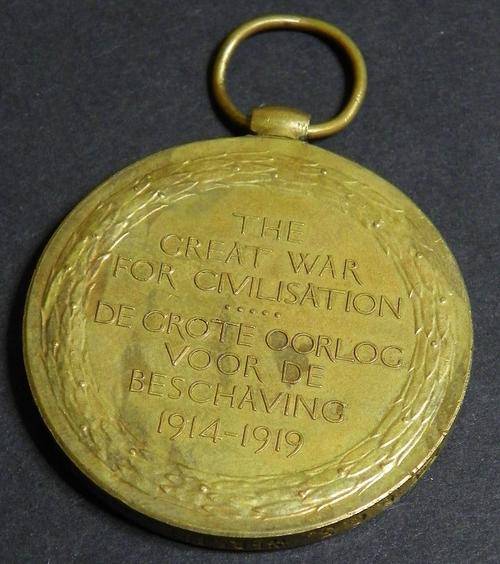 THE
GREAT WAR
FOR CIVILISATION
.....
DE GROTE OORLOG
VOOR DE
BESCHAVING
1914-1919